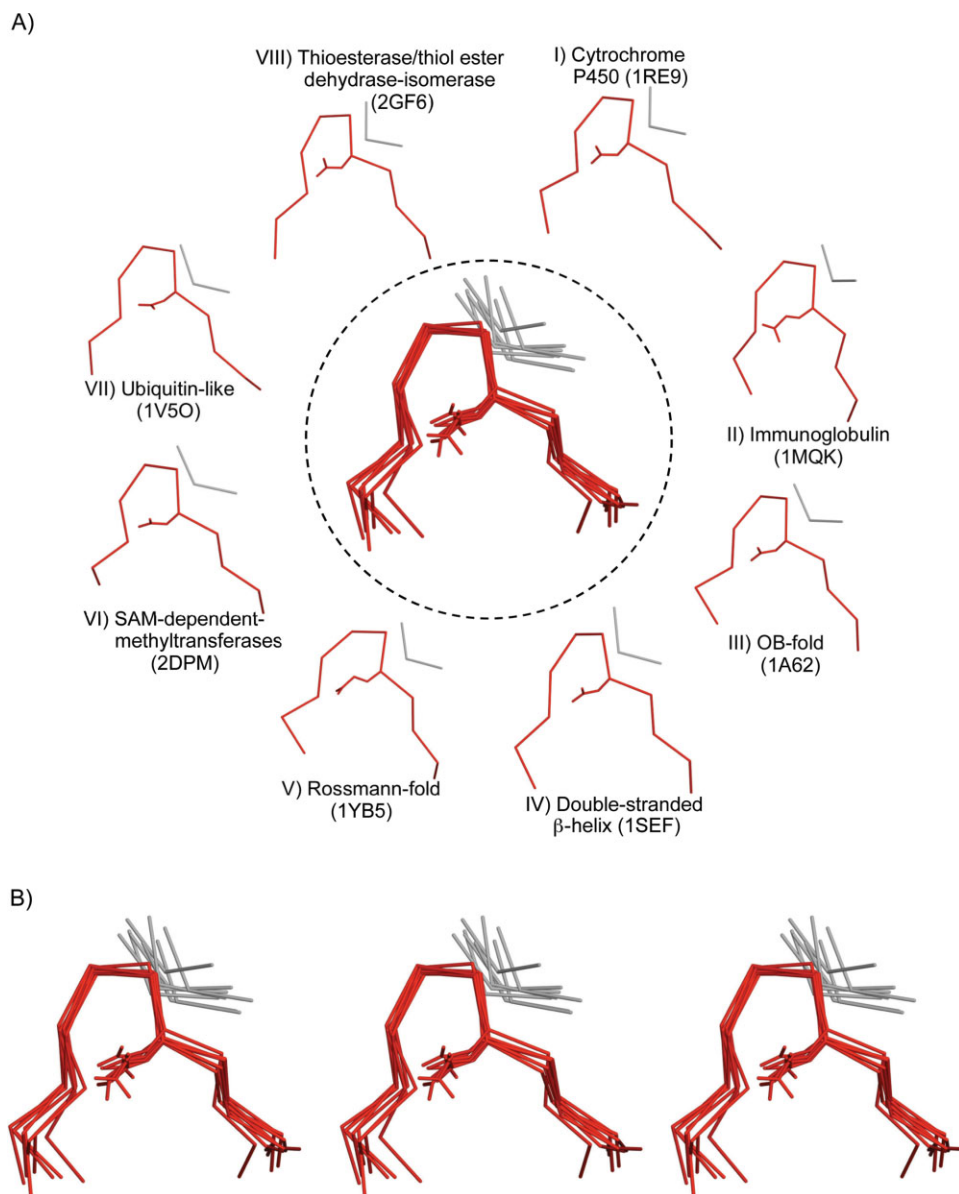 A)
VIII) Thioesterase/thiol ester
dehydrase-isomerase
(2GF6)
I) Cytrochrome
P450 (1RE9)
VII) Ubiquitin-like
(1V5O)
II) Immunoglobulin
(1MQK)
VI) SAM-dependent-
methyltransferases
(2DPM)
III) OB-fold
(1A62)
V) Rossmann-fold
(1YB5)
IV) Double-stranded
β-helix (1SEF)
B)